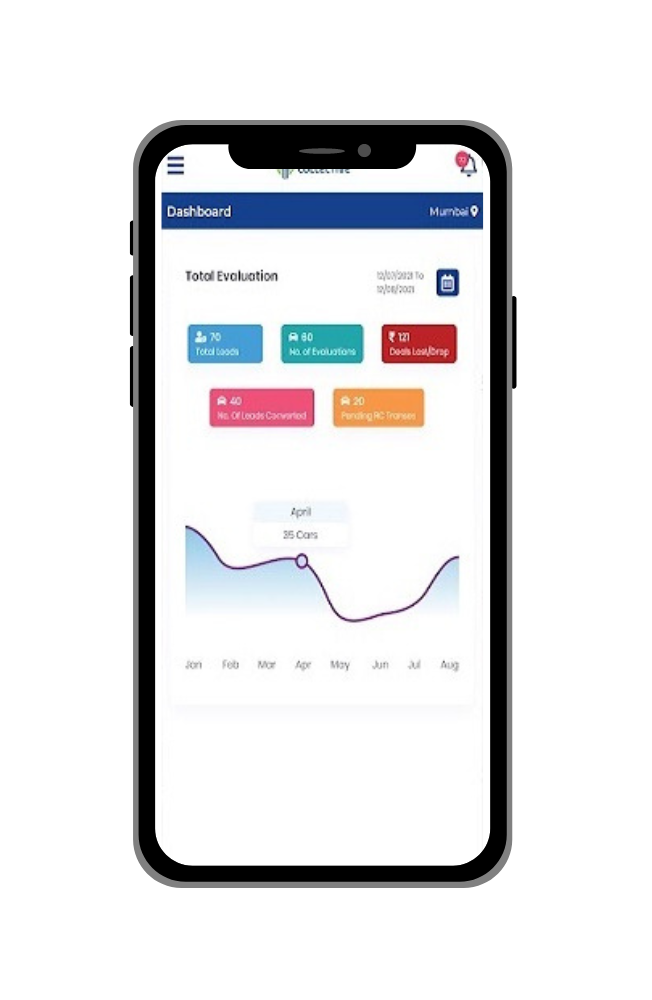 Dashboard
Mumbai
Total Evaluation
12/07/2021 To
12/08/2021
70
Total Leads
60
No. of Evaluations
₹ 121
Deals Lost/Drop
40
No. Of Leads Converted
20
Pending RC Transes
April
35 Cars
Jan Feb Mar Apr May Jun Jul Aug